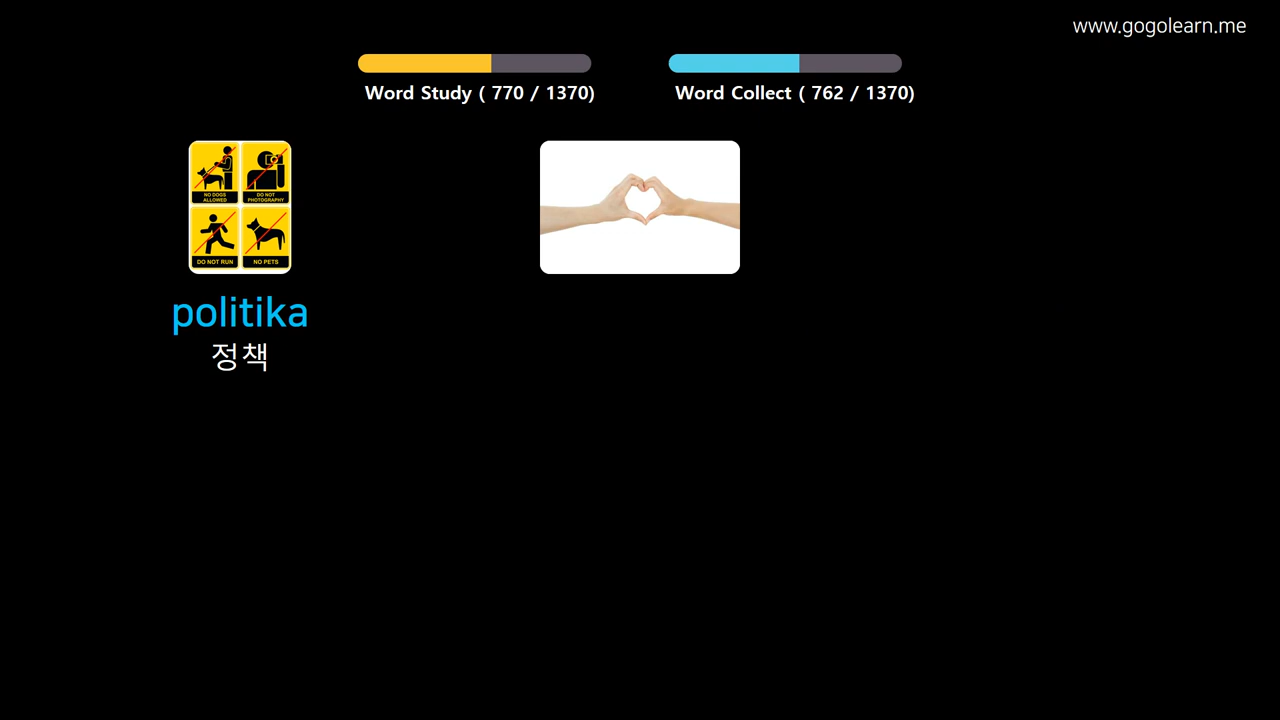 www.gogolearn.me
Word Study ( 770 / 1370)
Word Collect ( 762 / 1370)
NO DOGS
ALLOWED
DO NOT
PHOTOGRAPHY
DO NOT RUN
NO PETS
politika
정책